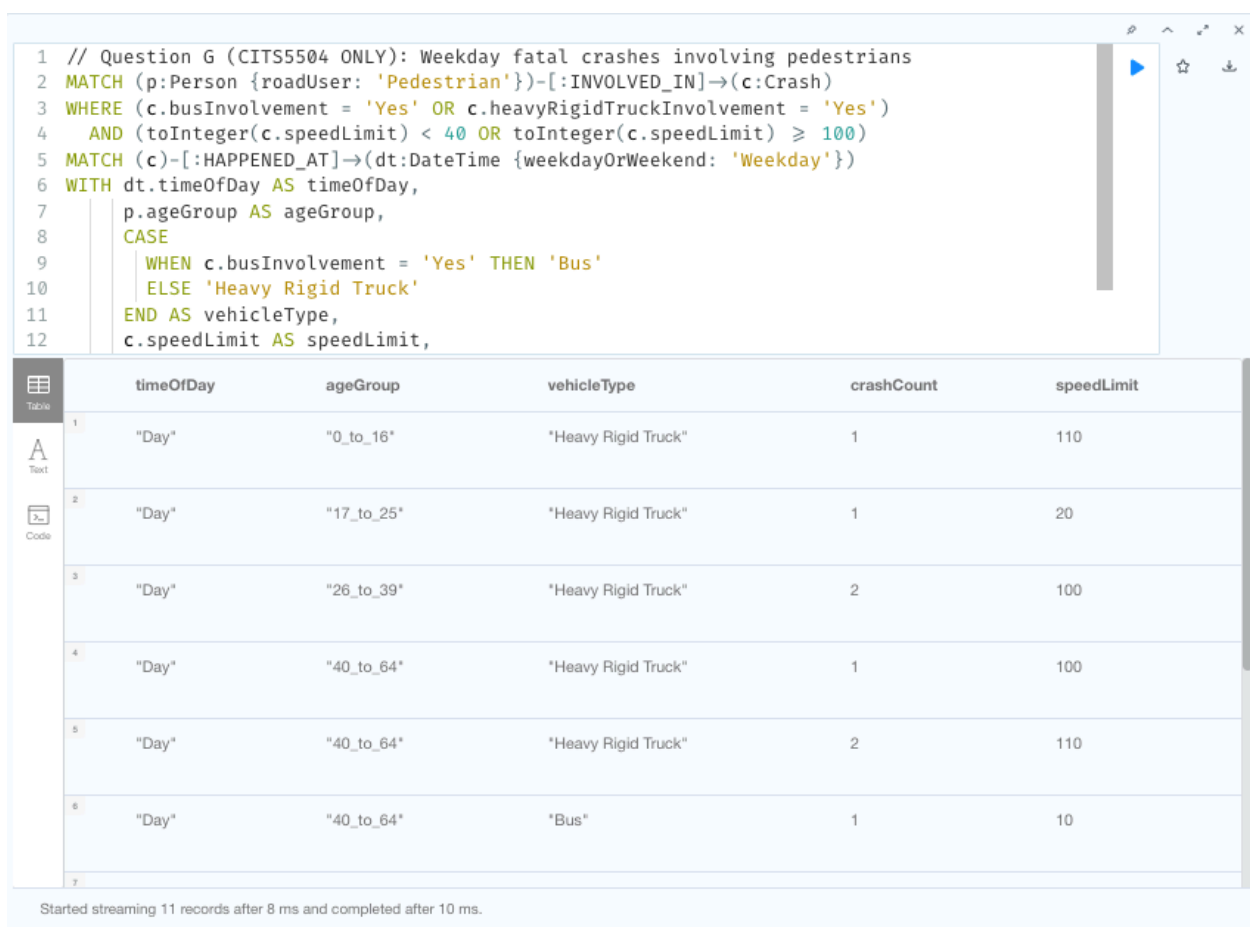 1 // Question G (CITS5504 ONLY): Weekday fatal crashes involving pedestrians
2 MATCH (p:Person {roadUser: 'Pedestrian'})-[:INVOLVED_IN]→(c:Crash)
3 WHERE (c.busInvolvement = 'Yes' OR c.heavyRigidTruckInvolvement = 'Yes')
4 AND (toInteger(c.speedLimit) < 40 OR toInteger(c.speedLimit) ⩾ 100)
5 MATCH (c)-[:HAPPENED_AT]→(dt:DateTime {weekdayOrWeekend: 'Weekday'})
6 WITH dt.timeOfDay AS timeOfDay,
7 p.ageGroup AS ageGroup,
8 CASE
9 WHEN c.busInvolvement = 'Yes' THEN 'Bus'
10 ELSE 'Heavy Rigid Truck'
11 END AS vehicleType,
12 c.speedLimit AS speedLimit,
Table
Text
Code
timeOfDay ageGroup vehicleType crashCount speedLimit
1 "Day" "0_to_16" "Heavy Rigid Truck" 1 110
2 "Day" "17_to_25" "Heavy Rigid Truck" 1 20
3 "Day" "26_to_39" "Heavy Rigid Truck" 2 100
4 "Day" "40_to_64" "Heavy Rigid Truck" 1 100
5 "Day" "40_to_64" "Heavy Rigid Truck" 2 110
6 "Day" "40_to_64" "Bus" 1 10
7
Started streaming 11 records after 8 ms and completed after 10 ms.